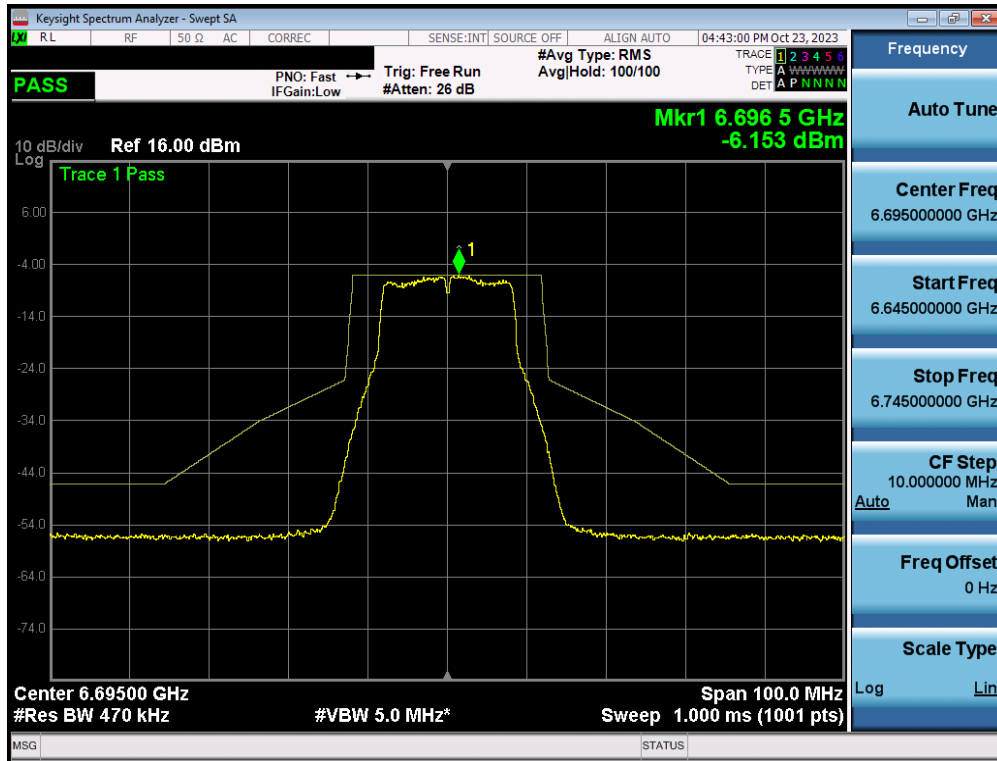 Keysight Spectrum Analyzer - Swept SA
LXI RL RF 50 Ω AC CORREC SENSE:INT SOURCE OFF ALIGN AUTO 04:43:00 PM Oct 23, 2023
PASS
PNO: Fast
IFGain:Low
Trig: Free Run
#Atten: 26 dB
#Avg Type: RMS
Avg|Hold: 100/100
TRACE 1 2 3 4 5 6
TYPE A WWWWW
DET A P N N N N
Mkr1 6.696 5 GHz
-6.153 dBm
10 dB/div Ref 16.00 dBm
Log
Trace 1 Pass
1
6.00
-4.00
-14.0
-24.0
-34.0
-44.0
-54.0
-64.0
-74.0
Center 6.69500 GHz Span 100.0 MHz
#Res BW 470 kHz #VBW 5.0 MHz* Sweep 1.000 ms (1001 pts)
MSG STATUS
Frequency
Auto Tune
Center Freq
6.695000000 GHz
Start Freq
6.645000000 GHz
Stop Freq
6.745000000 GHz
CF Step
10.000000 MHz
Auto Man
Freq Offset
0 Hz
Scale Type
Log Lin